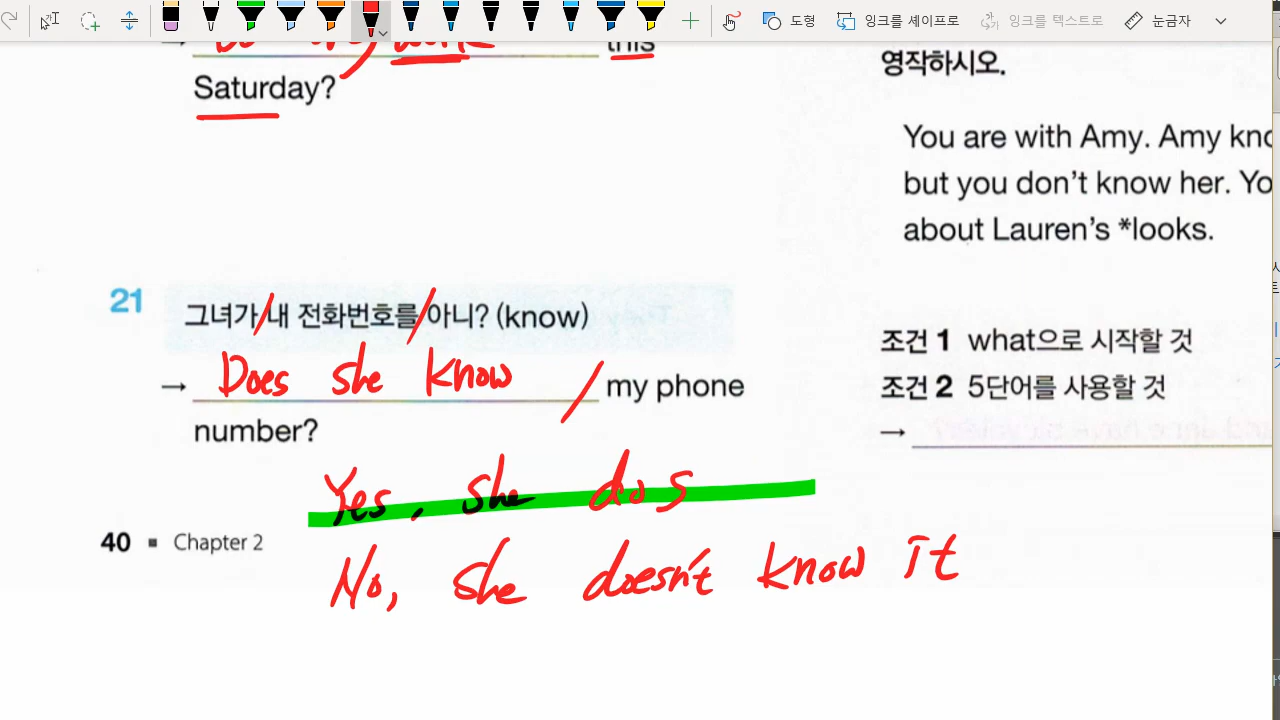 도형
잉크를 셰이프로
잉크를 텍스트로
눈금자
→ work this
Saturday?
21 그녀가 내 전화번호를 아니? (know)
→ Does she know my phone
number?
Yes, she dos
No, she doesn't know it
40 ■ Chapter 2
영작하시오.
You are with Amy. Amy kno
but you don't know her. Yo
about Lauren's *looks.
조건 1 what으로 시작할 것
조건 2 5단어를 사용할 것
→